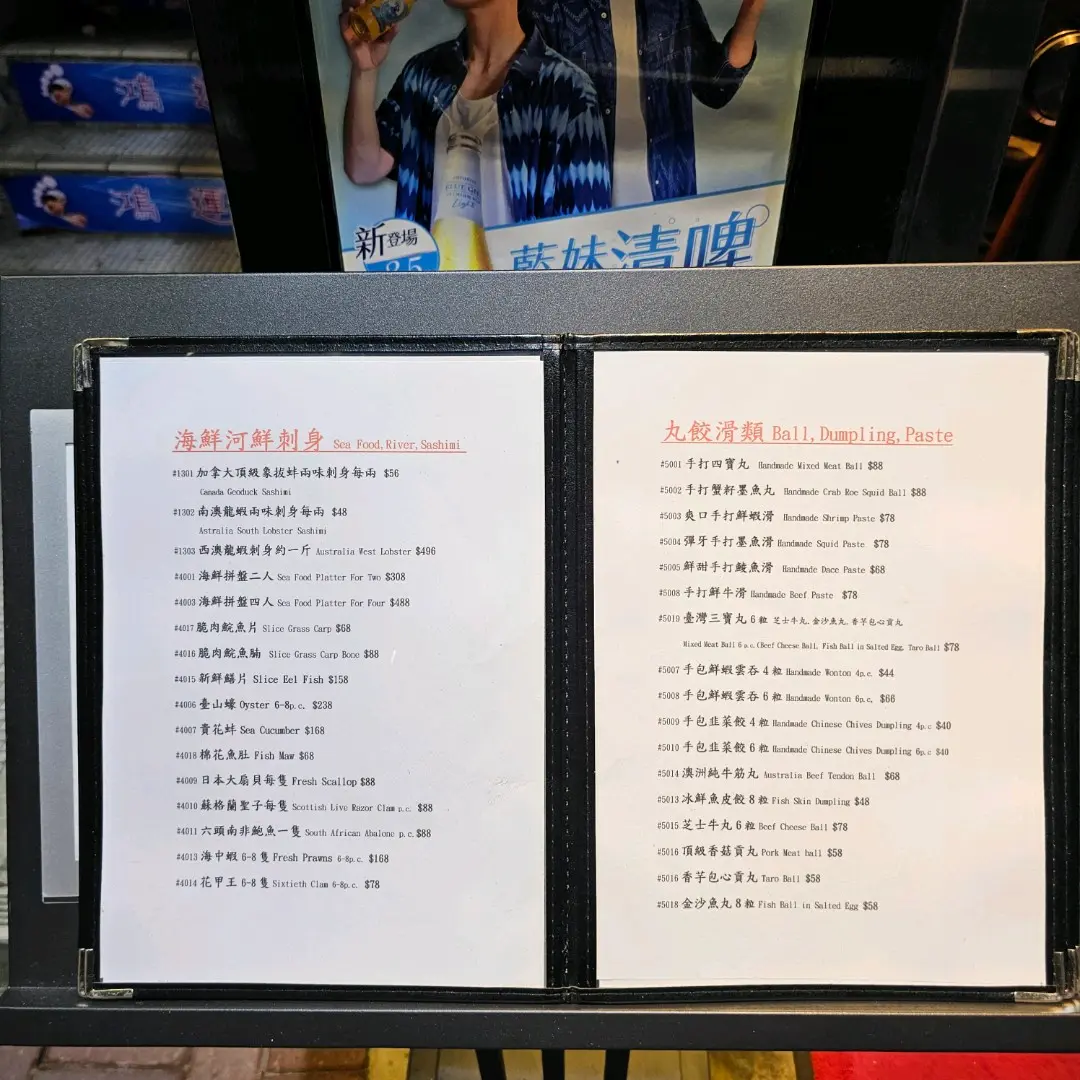 鴻運
鴻運
BLUE GIRL
Light
新登場
藍妹清啤
海鮮河鮮刺身 Sea Food,River,Sashimi
#1301 加拿大頂級象拔蚌兩味刺身每兩 $56
Canada Geoduck Sashimi
#1302 南澳龍蝦兩味刺身每兩 $48
Astralia South Lobster Sashimi
#1303 西澳龍蝦刺身約一斤 Australia West Lobster $496
#4001 海鮮拼盤二人 Sea Food Platter For Two $308
#4003 海鮮拼盤四人 Sea Food Platter For Four $488
#4017 脆肉鯇魚片 Slice Grass Carp $68
#4016 脆肉鯇魚腩 Slice Grass Carp Bone $88
#4015 新鮮鱔片 Slice Eel Fish $158
#4006 臺山蠔 Oyster 6-8p.c. $238
#4007 貴花蚌 Sea Cucumber $168
#4018 棉花魚肚 Fish Maw $68
#4009 日本大扇貝每隻 Fresh Scallop $88
#4010 蘇格蘭聖子每隻 Scottish Live Razor Clam p.c. $88
#4011 六頭南非鮑魚一隻 South African Abalone p.c. $88
#4013 海中蝦 6-8 隻 Fresh Prawns 6-8p.c. $168
#4014 花甲王 6-8 隻 Sixtieth Clam 6-8p.c. $78
丸餃滑類 Ball,Dumpling,Paste
#5001 手打四寶丸 Handmade Mixed Meat Ball $88
#5002 手打蟹籽墨魚丸 Handmade Crab Roe Squid Ball $88
#5003 爽口手打鮮蝦滑 Handmade Shrimp Paste $78
#5004 彈牙手打墨魚滑 Handmade Squid Paste $78
#5005 鮮甜手打鯪魚滑 Handmade Dace Paste $68
#5008 手打鮮牛滑 Handmade Beef Paste $78
#5019 臺灣三寶丸 6 粒 芝士牛丸, 金沙魚丸, 香芋包心貢丸
Mixed Meat Ball 6 p.c. (Beef Cheese Ball, Fish Ball in Salted Egg, Taro Ball $78
#5007 手包鮮蝦雲吞 4 粒 Handmade Wonton 4p.c. $44
#5008 手包鮮蝦雲吞 6 粒 Handmade Wonton 6p.c. $66
#5009 手包韭菜餃 4 粒 Handmade Chinese Chives Dumpling 4p.c $40
#5010 手包韭菜餃 6 粒 Handmade Chinese Chives Dumpling 6p.c $40
#5014 澳洲純牛筋丸 Australia Beef Tendon Ball $68
#5013 冰鮮魚皮餃 8 粒 Fish Skin Dumpling $48
#5015 芝士牛丸 6 粒 Beef Cheese Ball $78
#5016 頂級香菇貢丸 Pork Meat ball $58
#5016 香芋包心貢丸 Taro Ball $58
#5018 金沙魚丸 8 粒 Fish Ball in Salted Egg $58